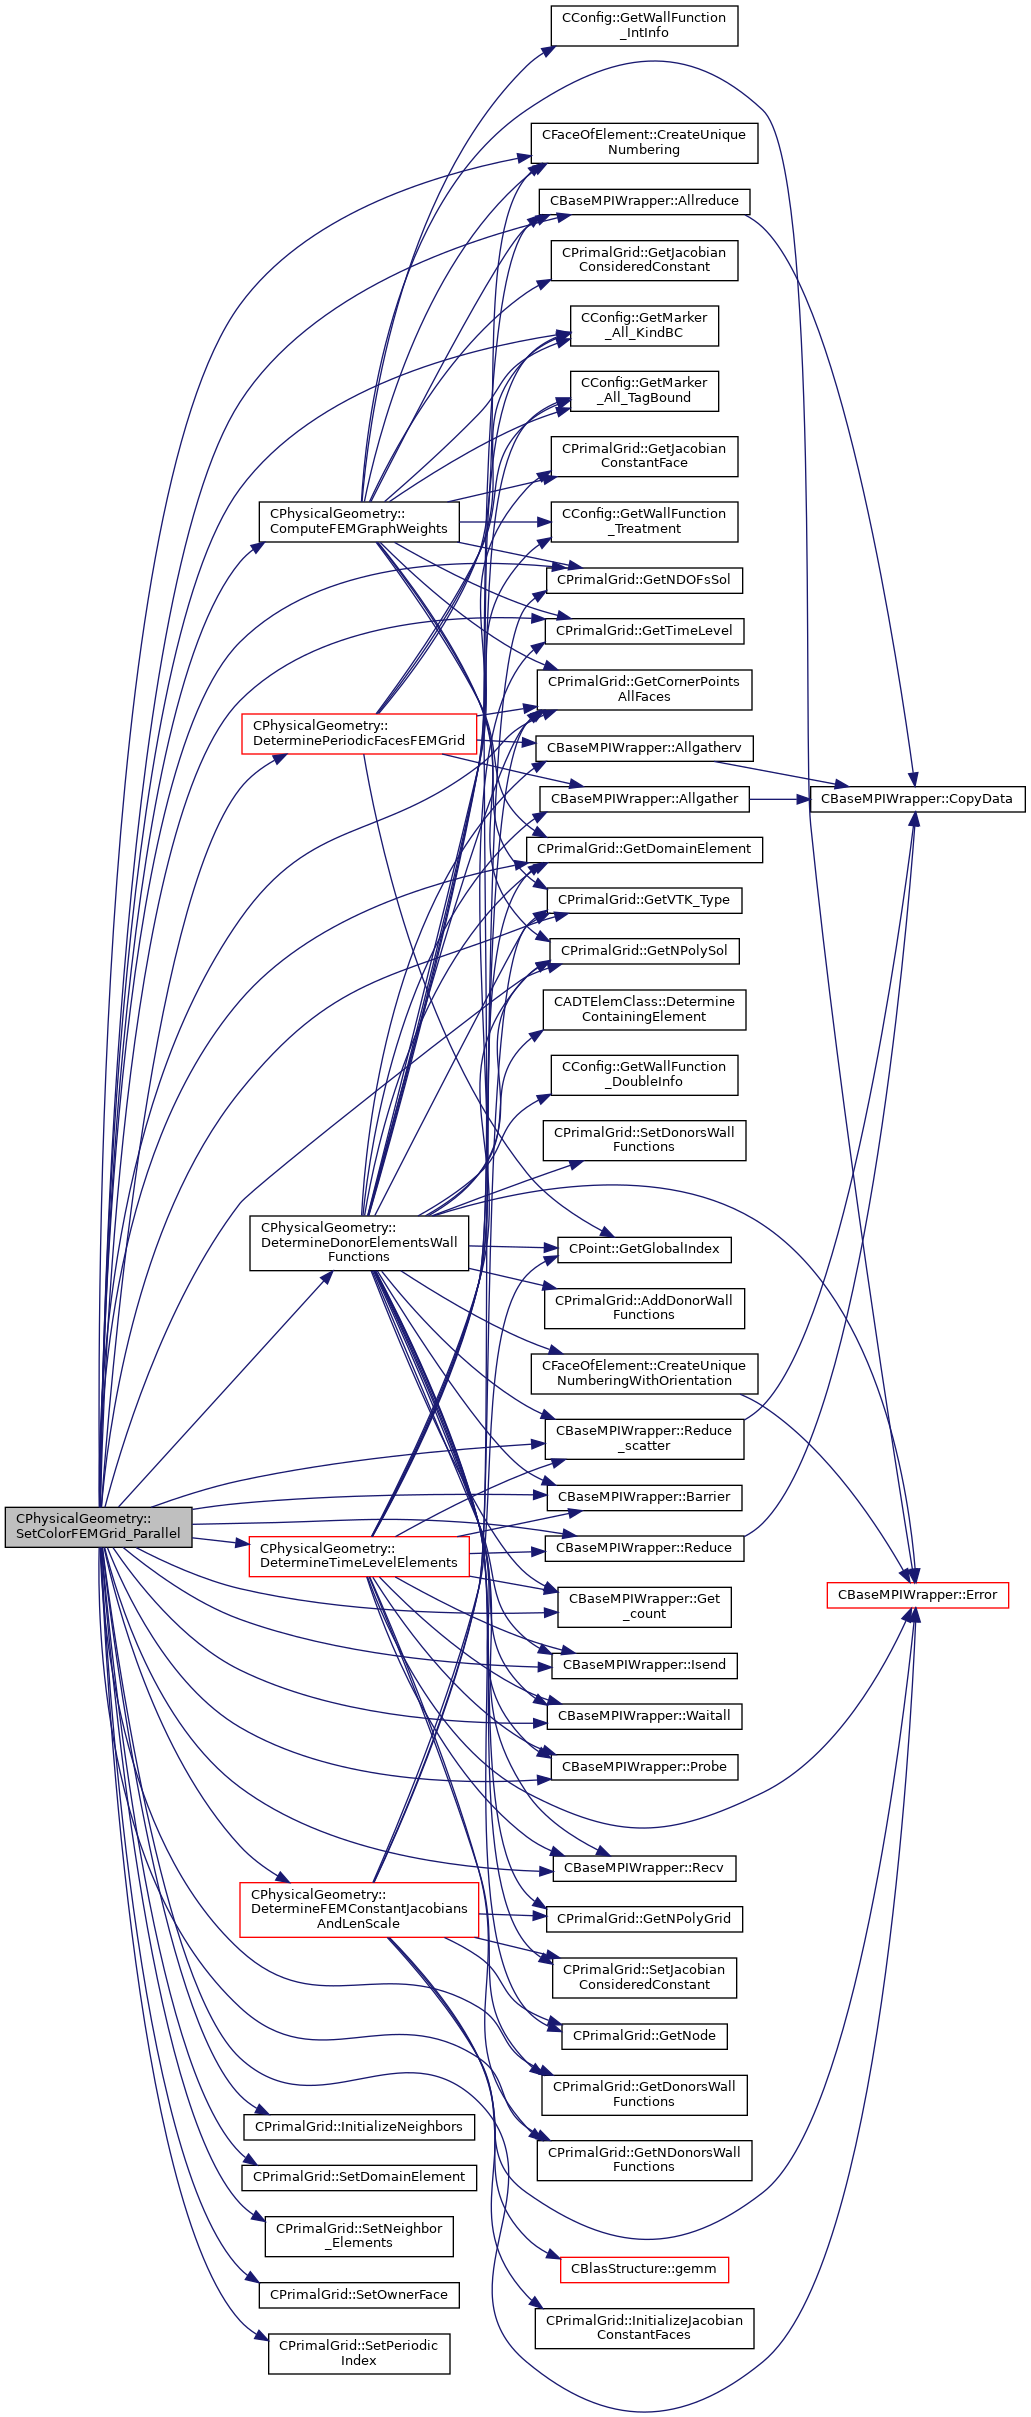 CConfig::GetWallFunction
_IntInfo
CFaceOfElement::CreateUnique
Numbering
CBaseMPIWrapper::Allreduce
CPrimalGrid::GetJacobian
ConsideredConstant
CConfig::GetMarker
_All_KindBC
CConfig::GetMarker
_All_TagBound
CPrimalGrid::GetJacobian
ConstantFace
CPhysicalGeometry::
ComputeFEMGraphWeights
CConfig::GetWallFunction
_Treatment
CPrimalGrid::GetNDOFsSol
CPrimalGrid::GetTimeLevel
CPrimalGrid::GetCornerPoints
AllFaces
CPhysicalGeometry::
DeterminePeriodicFacesFEMGrid
CBaseMPIWrapper::Allgatherv
CBaseMPIWrapper::Allgather
CBaseMPIWrapper::CopyData
CPrimalGrid::GetDomainElement
CPrimalGrid::GetVTK_Type
CPrimalGrid::GetNPolySol
CADTElemClass::Determine
ContainingElement
CConfig::GetWallFunction
_DoubleInfo
CPrimalGrid::SetDonorsWall
Functions
CPhysicalGeometry::
DetermineDonorElementsWall
Functions
CPoint::GetGlobalIndex
CPrimalGrid::AddDonorWall
Functions
CFaceOfElement::CreateUnique
NumberingWithOrientation
CBaseMPIWrapper::Reduce
_scatter
CBaseMPIWrapper::Barrier
CPhysicalGeometry::
SetColorFEMGrid_Parallel
CPhysicalGeometry::
DetermineTimeLevelElements
CBaseMPIWrapper::Reduce
CBaseMPIWrapper::Error
CBaseMPIWrapper::Get
_count
CBaseMPIWrapper::Isend
CBaseMPIWrapper::Waitall
CBaseMPIWrapper::Probe
CBaseMPIWrapper::Recv
CPhysicalGeometry::
DetermineFEMConstantJacobians
AndLenScale
CPrimalGrid::GetNPolyGrid
CPrimalGrid::SetJacobian
ConsideredConstant
CPrimalGrid::GetNode
CPrimalGrid::GetDonorsWall
Functions
CPrimalGrid::InitializeNeighbors
CPrimalGrid::GetNDonorsWall
Functions
CPrimalGrid::SetDomainElement
CPrimalGrid::SetNeighbor
_Elements
CBlasStructure::gemm
CPrimalGrid::SetOwnerFace
CPrimalGrid::InitializeJacobian
ConstantFaces
CPrimalGrid::SetPeriodic
Index